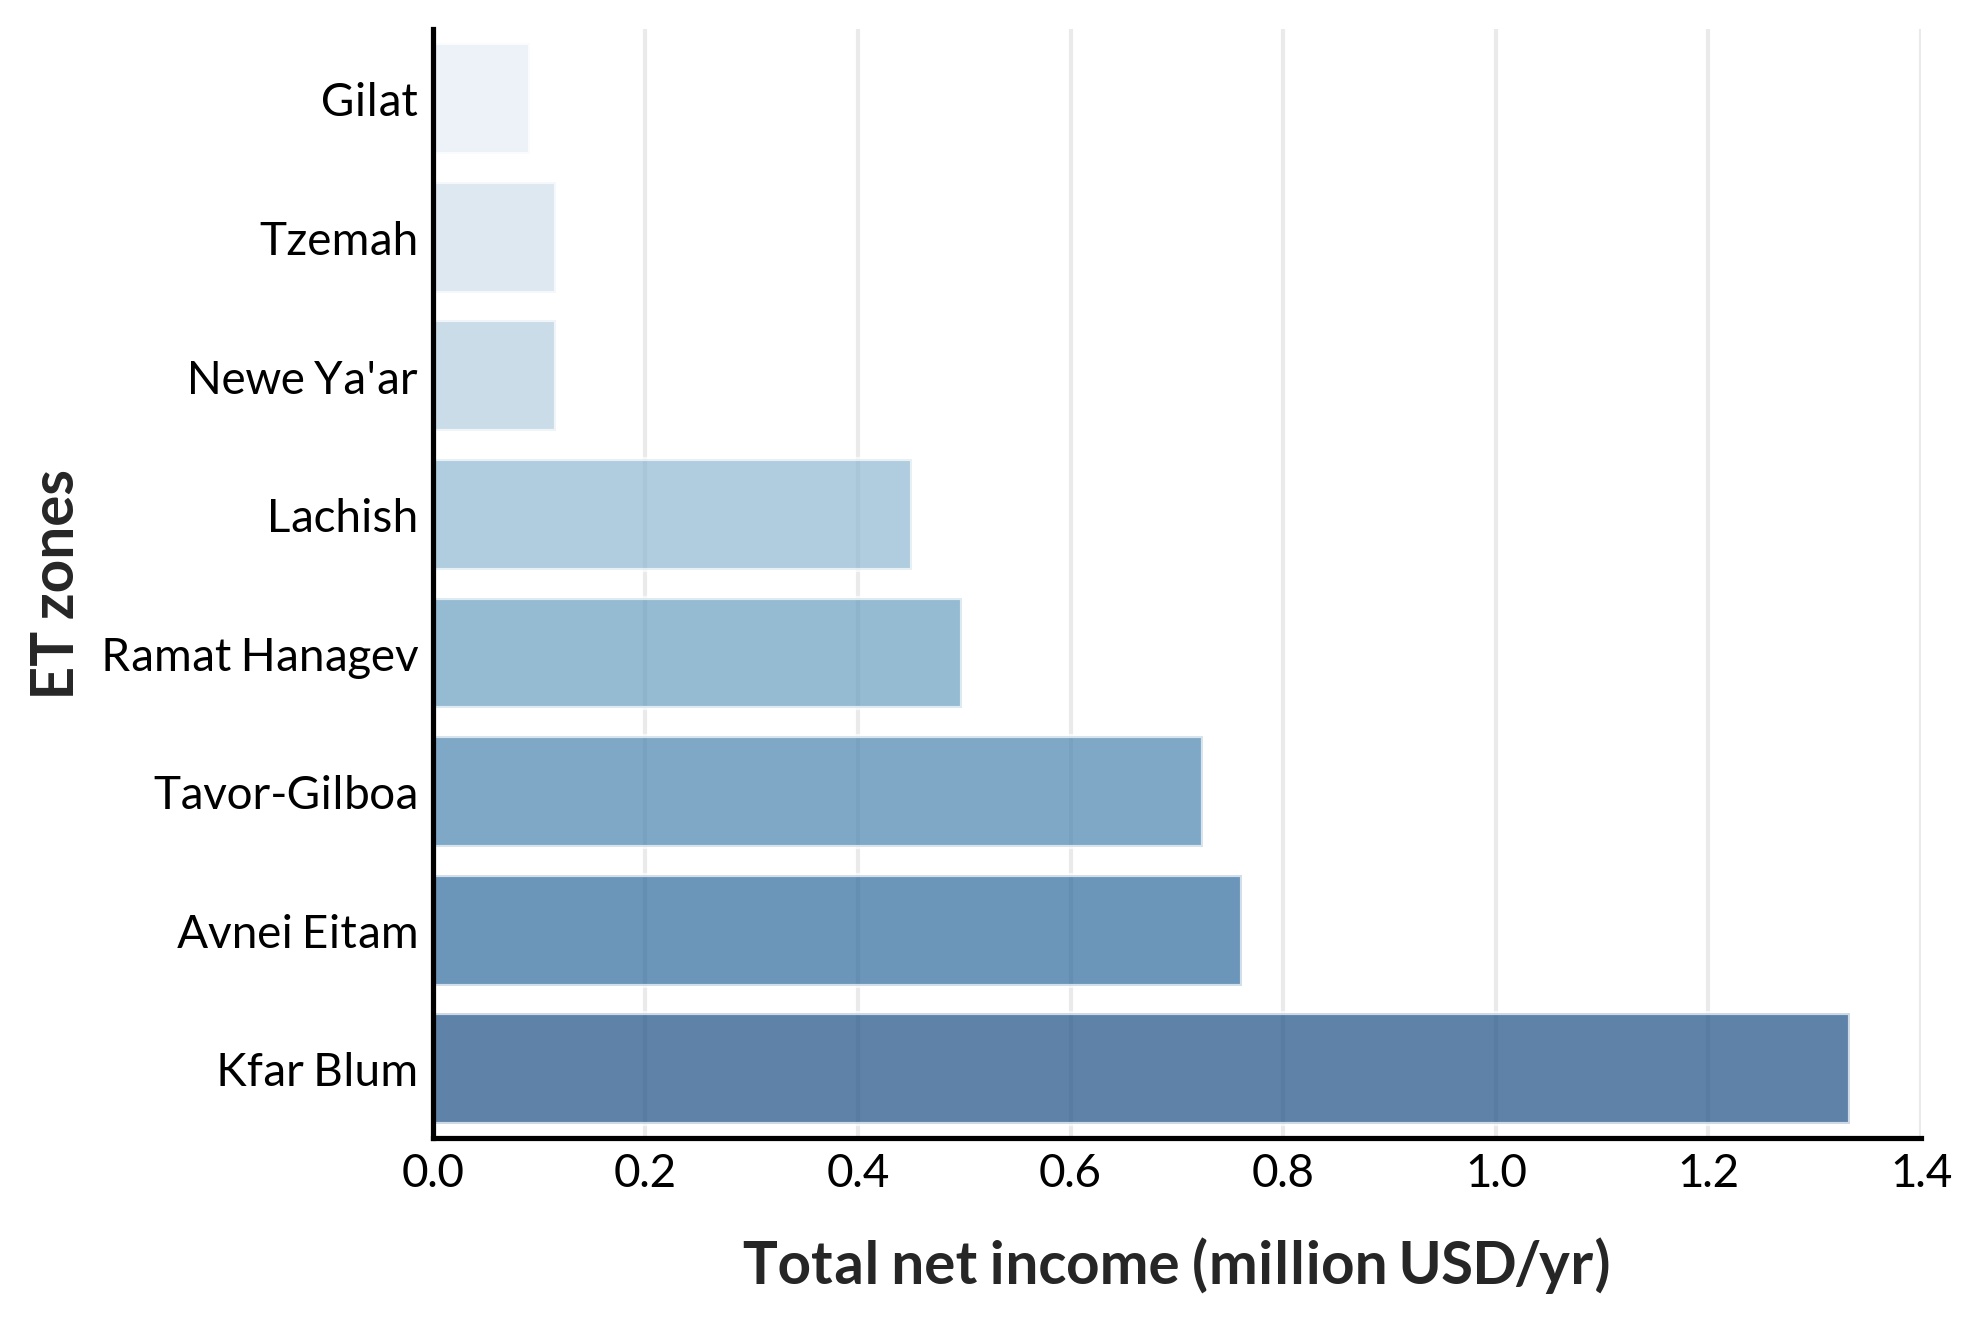 Gilat
Tzemah
Newe Ya'ar
Lachish
Ramat Hanagev
Tavor-Gilboa
Avnei Eitam
Kfar Blum
ET zones
0.0 0.2 0.4 0.6 0.8 1.0 1.2 1.4
Total net income (million USD/yr)